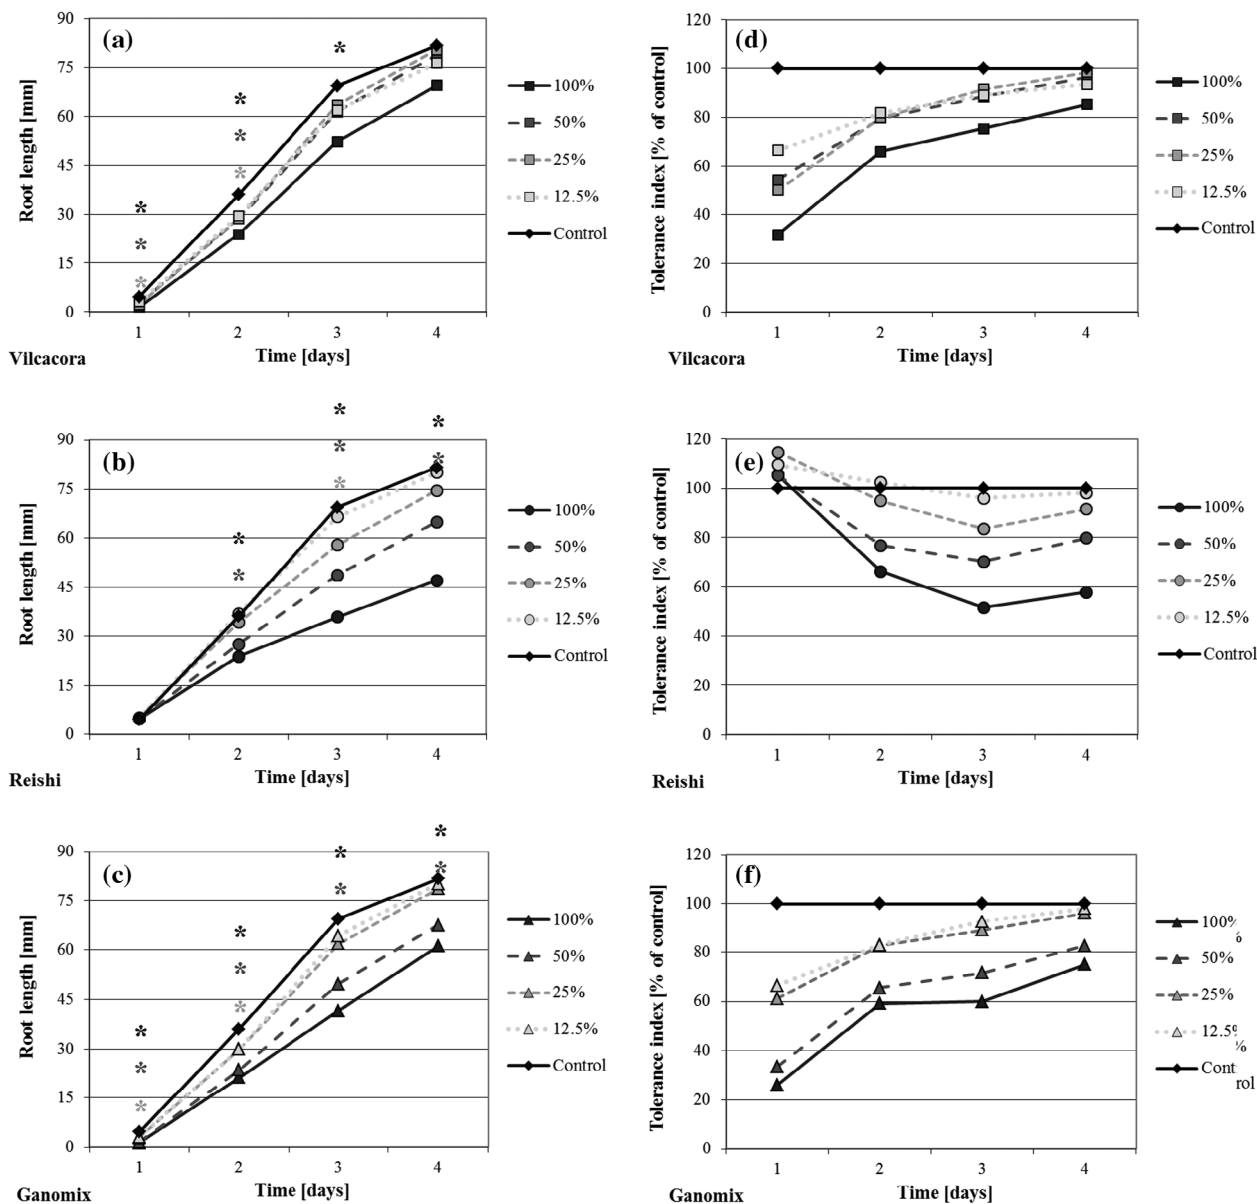 (a)
Root length [mm]
90
75
60
45
30
15
0
*
*
*
*
*
*
*
1 2 3 4
Time [days]
Vilcacora
100%
50%
25%
12.5%
Control
(d)
Tolerance index [% of control]
120
100
80
60
40
20
0
1 2 3 4
Time [days]
Vilcacora
100%
50%
25%
12.5%
Control
(b)
Root length [mm]
90
75
60
45
30
15
0
*
*
*
*
*
*
*
1 2 3 4
Time [days]
Reishi
100%
50%
25%
12.5%
Control
(e)
Tolerance index [% of control]
120
100
80
60
40
20
0
1 2 3 4
Time [days]
Reishi
100%
50%
25%
12.5%
Control
(c)
Root length [mm]
90
75
60
45
30
15
0
*
*
*
*
*
*
*
*
*
*
1 2 3 4
Time [days]
Ganomix
100%
50%
25%
12.5%
Control
(f)
Tolerance index [% of control]
120
100
80
60
40
20
0
1 2 3 4
Time [days]
Ganomix
100%
50%
25%
12.5%
Control